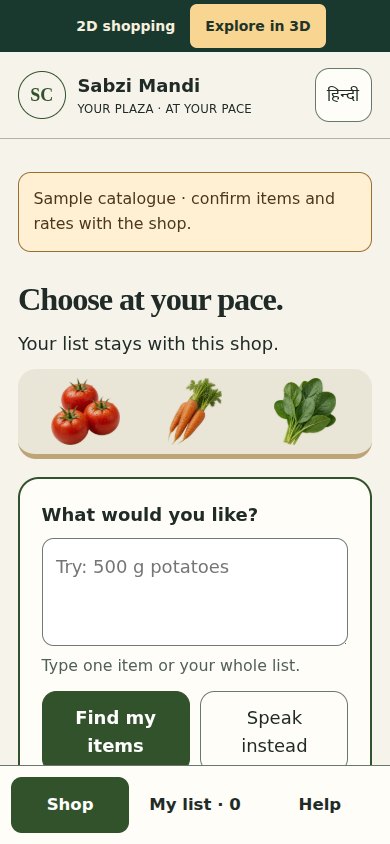 2D shopping
Explore in 3D
SC
Sabzi Mandi
YOUR PLAZA · AT YOUR PACE
हिन्दी
Sample catalogue · confirm items and
rates with the shop.
Choose at your pace.
Your list stays with this shop.
What would you like?
Try: 500 g potatoes
Type one item or your whole list.
Find my
items
Speak
instead
Shop
My list · 0
Help